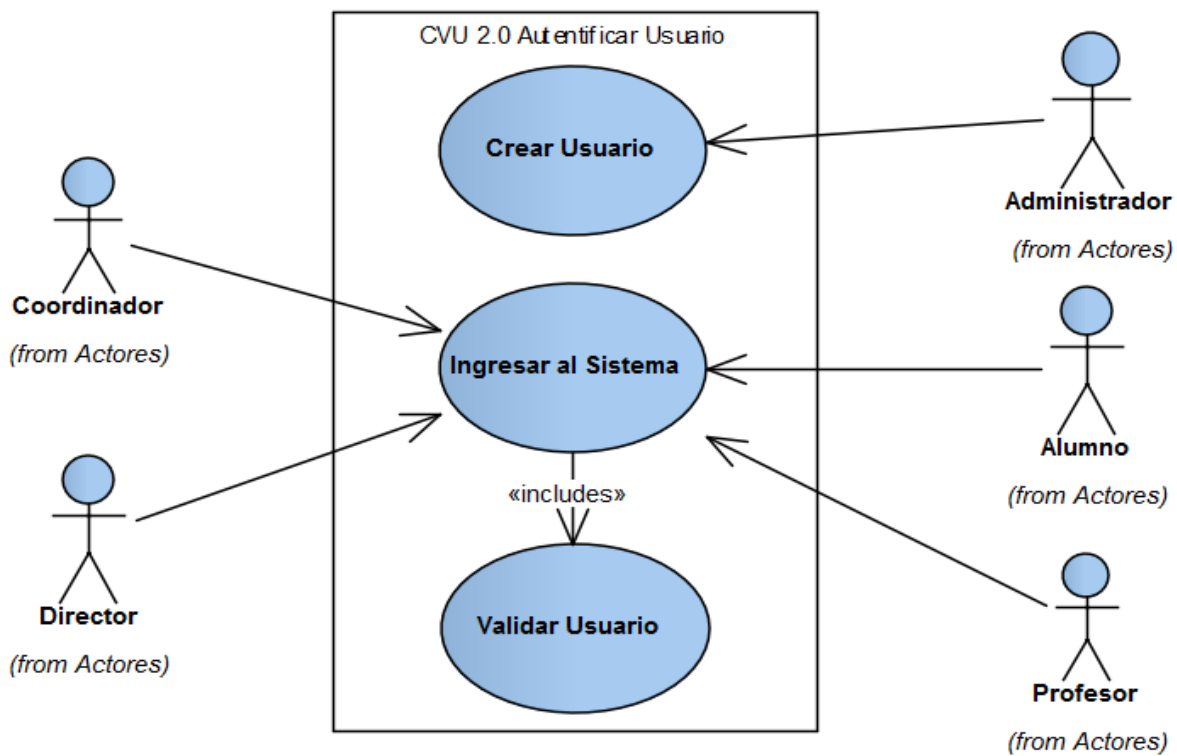 CVU 2.0 Autentificar Usuario
Crear Usuario
Administrador
(from Actores)
Coordinador
(from Actores)
Ingresar al Sistema
Alumno
(from Actores)
«includes»
Director
(from Actores)
Validar Usuario
Profesor
(from Actores)